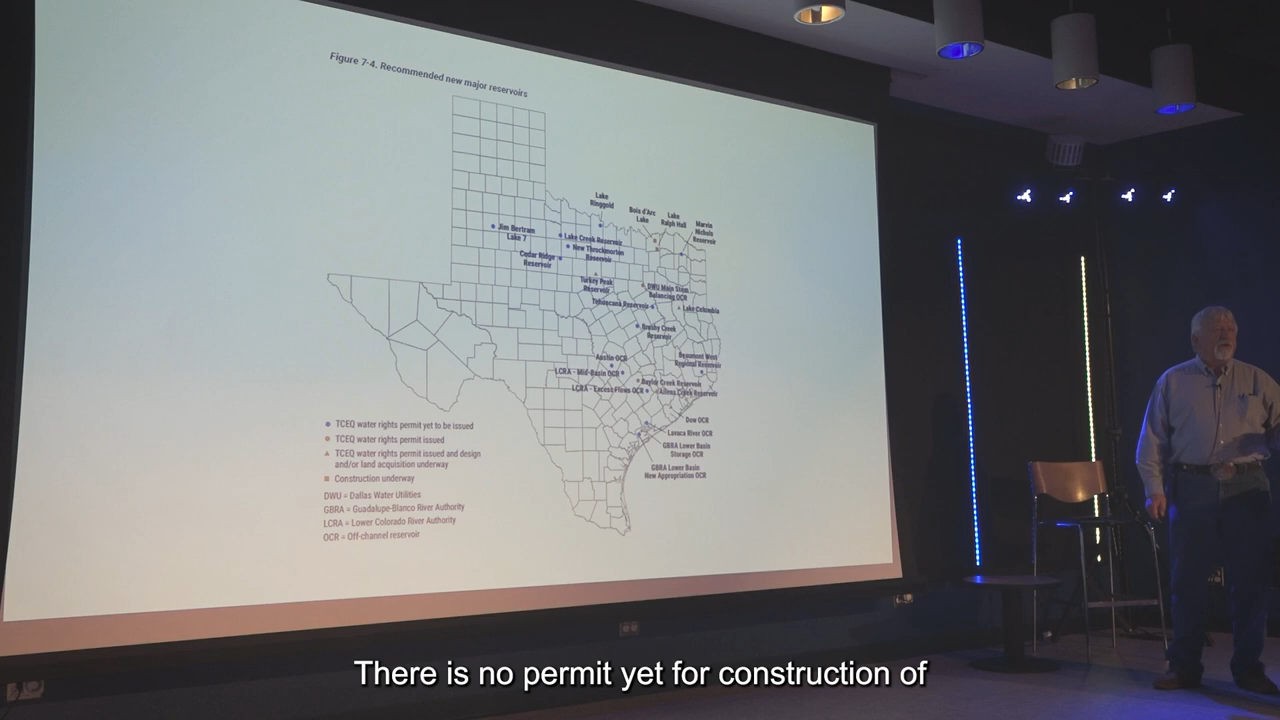 Figure 7-4. Recommended new major reservoirs
Lake
Ringgold
Bois d'Arc
Lake
Lake
Ralph Hall
Marvin
Nichols
Reservoir
Jim Bertram
Lake 7
Lake Creek Reservoir
New Throckmorton
Reservoir
Cedar Ridge
Reservoir
Turkey Peak
Reservoir
DWU Main Stem
Balancing OCR
Tehuacana Reservoir
Lake Columbia
Brushy Creek
Reservoir
Austin OCR
Beaumont West
Regional Reservoir
LCRA - Mid-Basin OCR
Baylor Creek Reservoir
LCRA - Excess Flows OCR
Allens Creek Reservoir
Dow OCR
Lavaca River OCR
GBRA Lower Basin
Storage OCR
GBRA Lower Basin
New Appropriation OCR
TCEQ water rights permit yet to be issued
TCEQ water rights permit issued
TCEQ water rights permit issued and design
and/or land acquisition underway
Construction underway
DWU = Dallas Water Utilities
GBRA = Guadalupe-Blanco River Authority
LCRA = Lower Colorado River Authority
OCR = Off-channel reservoir
There is no permit yet for construction of